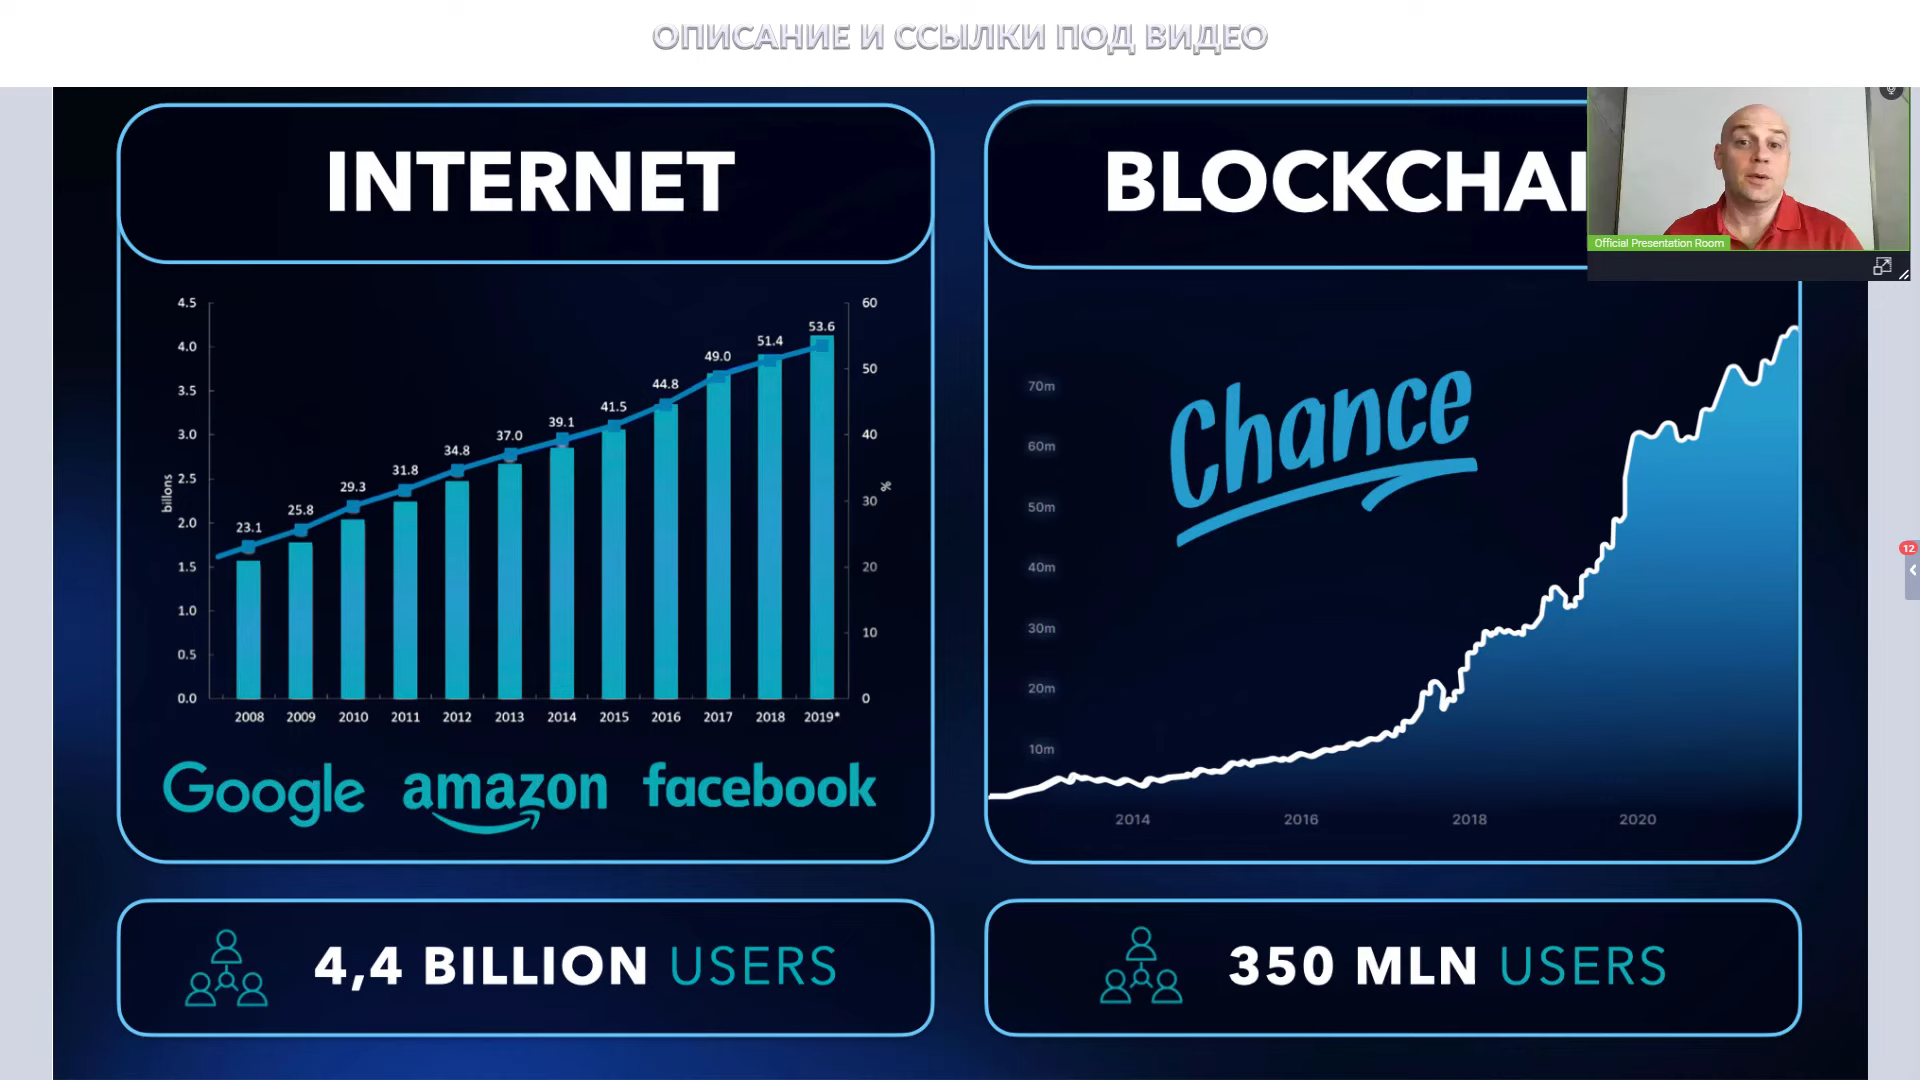 ОПИСАНИЕ И ССЫЛКИ ПОД ВИДЕО
INTERNET
4.5
4.0
3.5
3.0
2.5
2.0
1.5
1.0
0.5
0.0
billions
60
50
40
30
20
10
0
%
23.1
25.8
29.3
31.8
34.8
37.0
39.1
41.5
44.8
49.0
51.4
53.6
2008 2009 2010 2011 2012 2013 2014 2015 2016 2017 2018 2019*
Google amazon facebook
4,4 BILLION USERS
BLOCKCHAI
Official Presentation Room
Chance
70m
60m
50m
40m
30m
20m
10m
2014 2016 2018 2020
350 MLN USERS
12